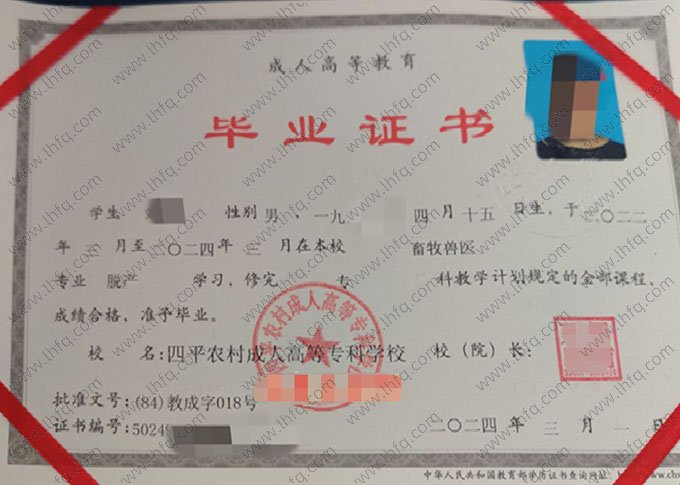 成人高等教育
毕业证书
学生 性别 男，一九 四月十五日生，于二〇二二
年三月至二〇二四年三月在本校 畜牧兽医
专业 脱产 学习，修完 专 科教学计划规定的全部课程，
成绩合格，准予毕业。
校 名：四平农村成人高等专科学校 校（院）长：
批准文号：(84)教成字018号
证书编号：50249
二〇二四年 三月 一日
中华人民共和国教育部学历证书查询网址：
www.lhfq.com